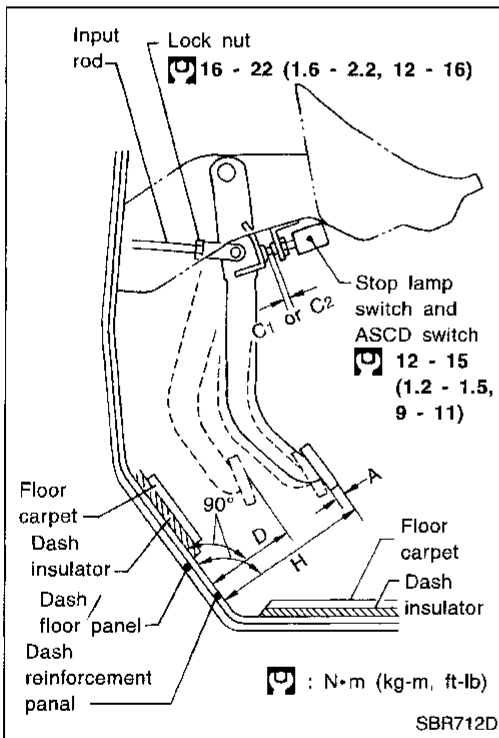 Input
rod
Lock nut
16 - 22 (1.6 - 2.2, 12 - 16)
C1 or C2
Stop lamp
switch and
ASCD switch
12 - 15
(1.2 - 1.5,
9 - 11)
A
90°
D
H
Floor
carpet
Dash
insulator
Dash
floor panel
Dash
reinforcement
panal
Floor
carpet
Dash
insulator
: N•m (kg-m, ft-lb)
SBR712D